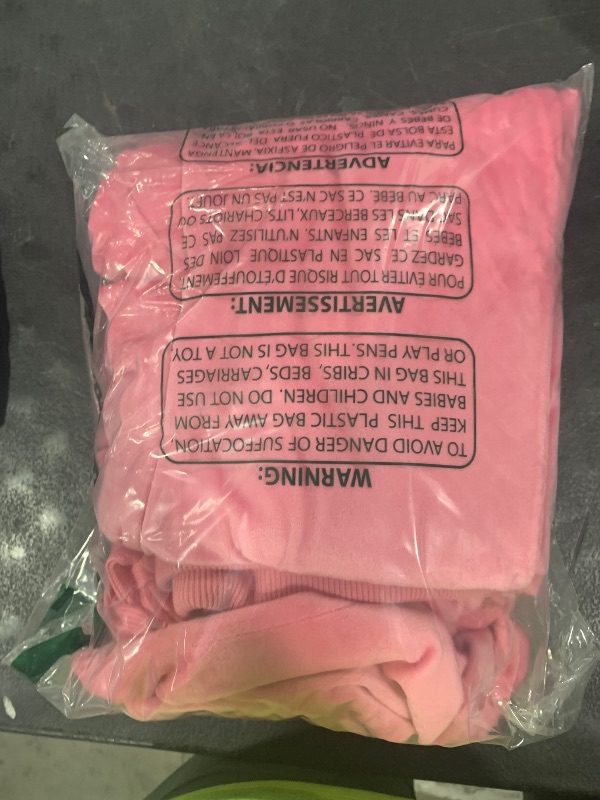 WARNING:
TO AVOID DANGER OF SUFFOCATION
KEEP THIS PLASTIC BAG AWAY FROM
BABIES AND CHILDREN. DO NOT USE
THIS BAG IN CRIBS, BEDS, CARRIAGES
OR PLAY PENS. THIS BAG IS NOT A TOY.
AVERTISSEMENT:
POUR ÉVITER TOUT RISQUE D'ETOUFFEMENT
GARDEZ CE SAC EN PLASTIQUE LOIN DES
BEBES ET LES ENFANTS. N'UTILISEZ PAS CE
SAC DANS LES BERCEAUX, LITS, CHARIOTS OU
PARC AU BEBE. CE SAC N'EST PAS UN JOUET
ADVERTENCIA:
PARA EVITAR EL PELIGRO DE ASFIXIA, MANTENGA
ESTA BOLSA DE PLASTICO FUERA DEL ALCANCE
DE BEBES Y NIÑOS. NO USAR ESTA BOLSA EN